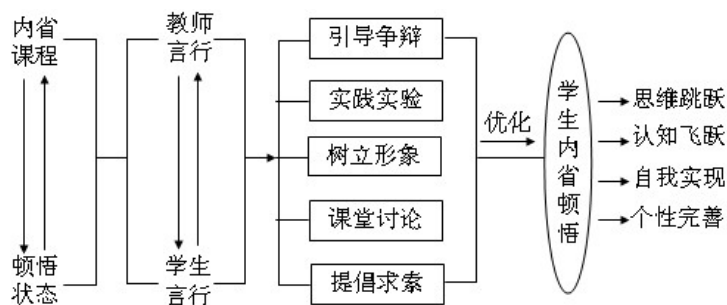 内省
课程
顿悟
状态
教师
言行
学生
言行
引导争辩
实践实验
树立形象
课堂讨论
提倡求索
优化
学生内省顿悟
思维跳跃
认知飞跃
自我实现
个性完善